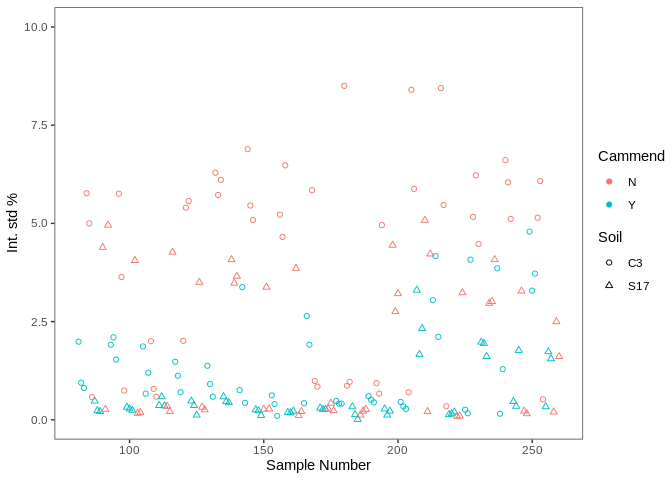 10.0
7.5
5.0
2.5
0.0
Int. std %
100
150
200
250
Sample Number
Cammend
N
Y
Soil
C3
S17